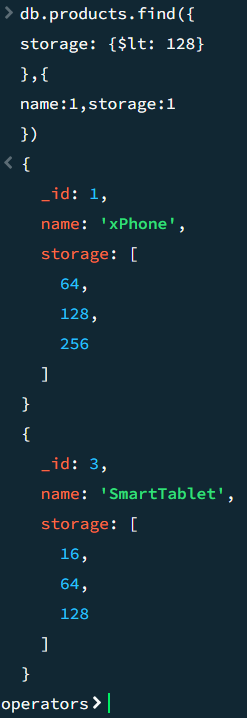 > db.products.find({
storage: {$lt: 128}
},{
name:1,storage:1
})
< {
_id: 1,
name: 'xPhone',
storage: [
64,
128,
256
]
}
{
_id: 3,
name: 'SmartTablet',
storage: [
16,
64,
128
]
}
operators>